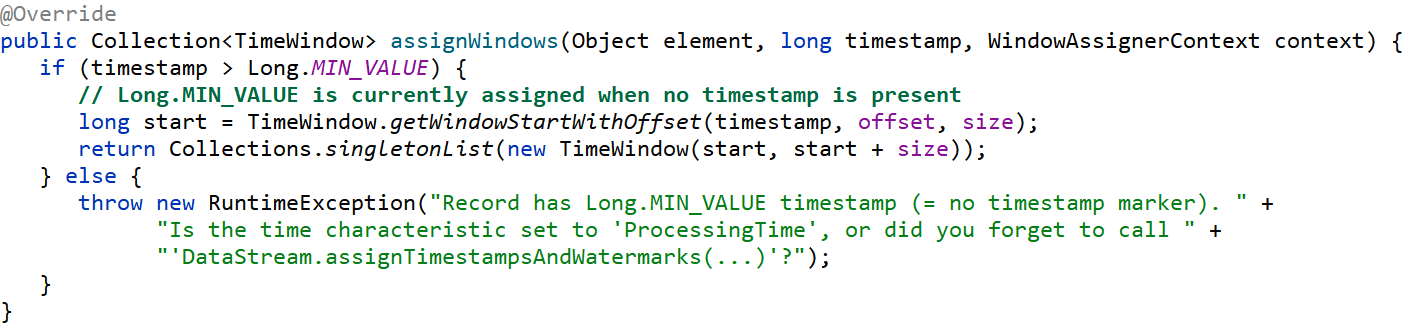 @Override
public Collection<TimeWindow> assignWindows(Object element, long timestamp, WindowAssignerContext context) {
if (timestamp > Long.MIN_VALUE) {
// Long.MIN_VALUE is currently assigned when no timestamp is present
long start = TimeWindow.getWindowStartWithOffset(timestamp, offset, size);
return Collections.singletonList(new TimeWindow(start, start + size));
} else {
throw new RuntimeException("Record has Long.MIN_VALUE timestamp (= no timestamp marker). " +
"Is the time characteristic set to 'ProcessingTime', or did you forget to call " +
"'DataStream.assignTimestampsAndWatermarks(...)'?");
}
}